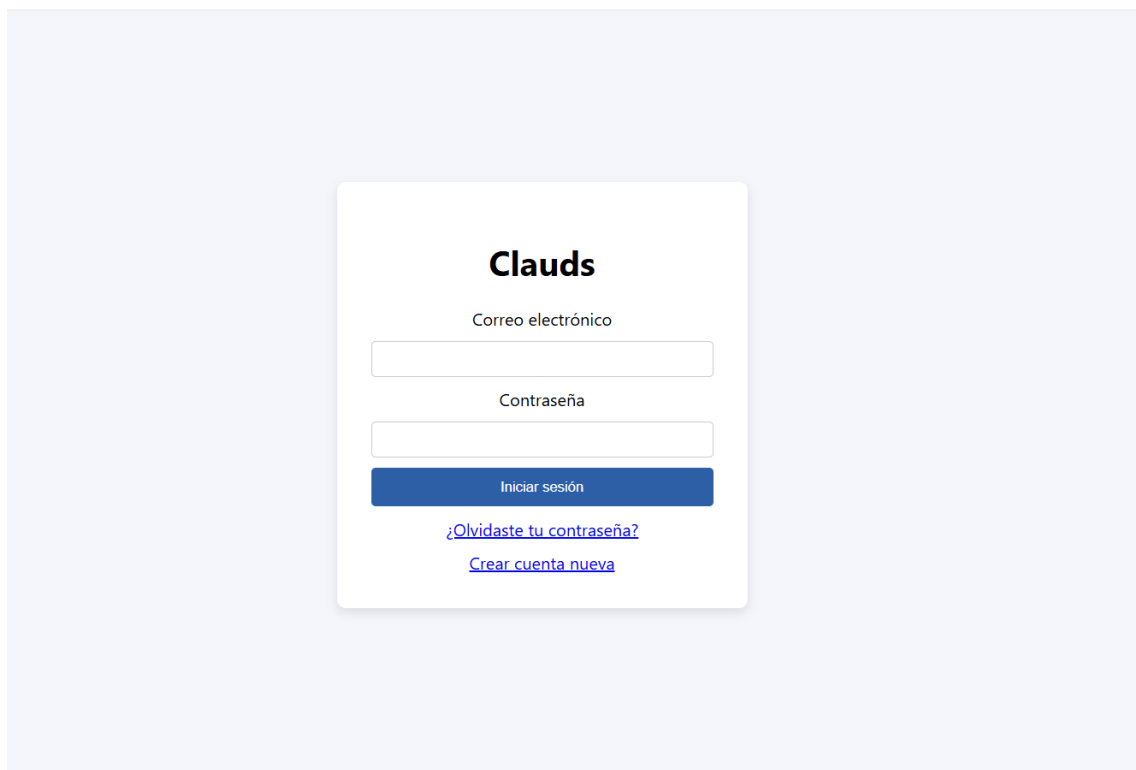 Clauds
Correo electrónico
Contraseña
Iniciar sesión
¿Olvidaste tu contraseña?
Crear cuenta nueva